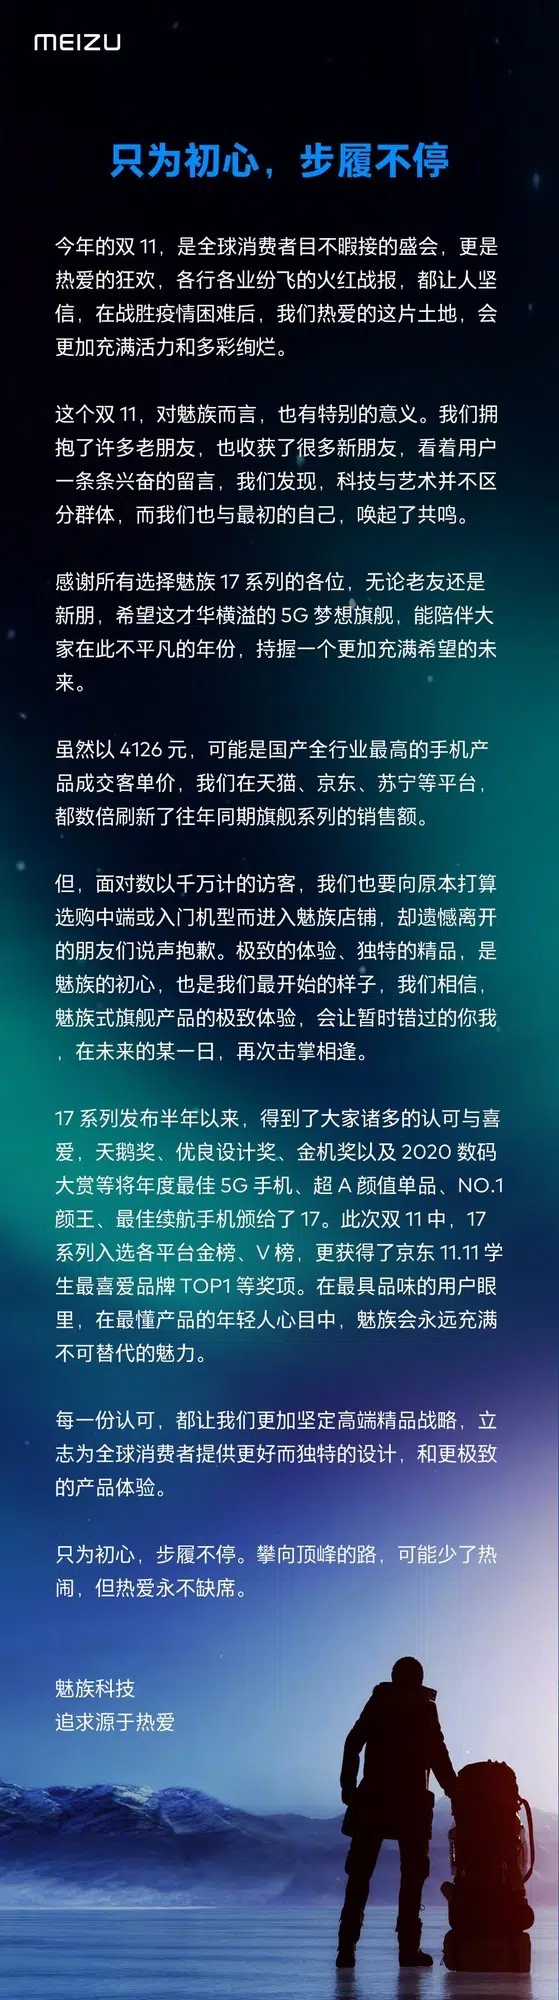 MEIZU
只为初心，步履不停
今年的双 11，是全球消费者目不暇接的盛会，更是
热爱的狂欢，各行各业纷飞的火红战报，都让人坚
信，在战胜疫情困难后，我们热爱的这片土地，会
更加充满活力和多彩绚烂。
这个双 11，对魅族而言，也有特别的意义。我们拥
抱了许多老朋友，也收获了很多新朋友，看着用户
一条条兴奋的留言，我们发现，科技与艺术并不区
分群体，而我们也与最初的自己，唤起了共鸣。
感谢所有选择魅族 17 系列的各位，无论老友还是
新朋，希望这才华横溢的 5G 梦想旗舰，能陪伴大
家在此不平凡的年份，持握一个更加充满希望的未
来。
虽然以 4126 元，可能是国产全行业最高的手机产
品成交客单价，我们在天猫、京东、苏宁等平台，
都数倍刷新了往年同期旗舰系列的销售额。
但，面对数以千万计的访客，我们也要向原本打算
选购中端或入门机型而进入魅族店铺，却遗憾离开
的朋友们说声抱歉。极致的体验、独特的精品，是
魅族的初心，也是我们最开始的样子，我们相信，
魅族式旗舰产品的极致体验，会让暂时错过的你我
，在未来的某一日，再次击掌相逢。
17 系列发布半年以来，得到了大家诸多的认可与喜
爱，天鹅奖、优良设计奖、金机奖以及 2020 数码
大赏等将年度最佳 5G 手机、超 A 颜值单品、NO.1
颜王、最佳续航手机颁给了 17。此次双 11 中，17
系列入选各平台金榜、V 榜，更获得了京东 11.11 学
生最喜爱品牌 TOP1 等奖项。在最具品味的用户眼
里，在最懂产品的年轻人心目中，魅族会永远充满
不可替代的魅力。
每一份认可，都让我们更加坚定高端精品战略，立
志为全球消费者提供更好而独特的设计，和更极致
的产品体验。
只为初心，步履不停。攀向顶峰的路，可能少了热
闹，但热爱永不缺席。
魅族科技
追求源于热爱